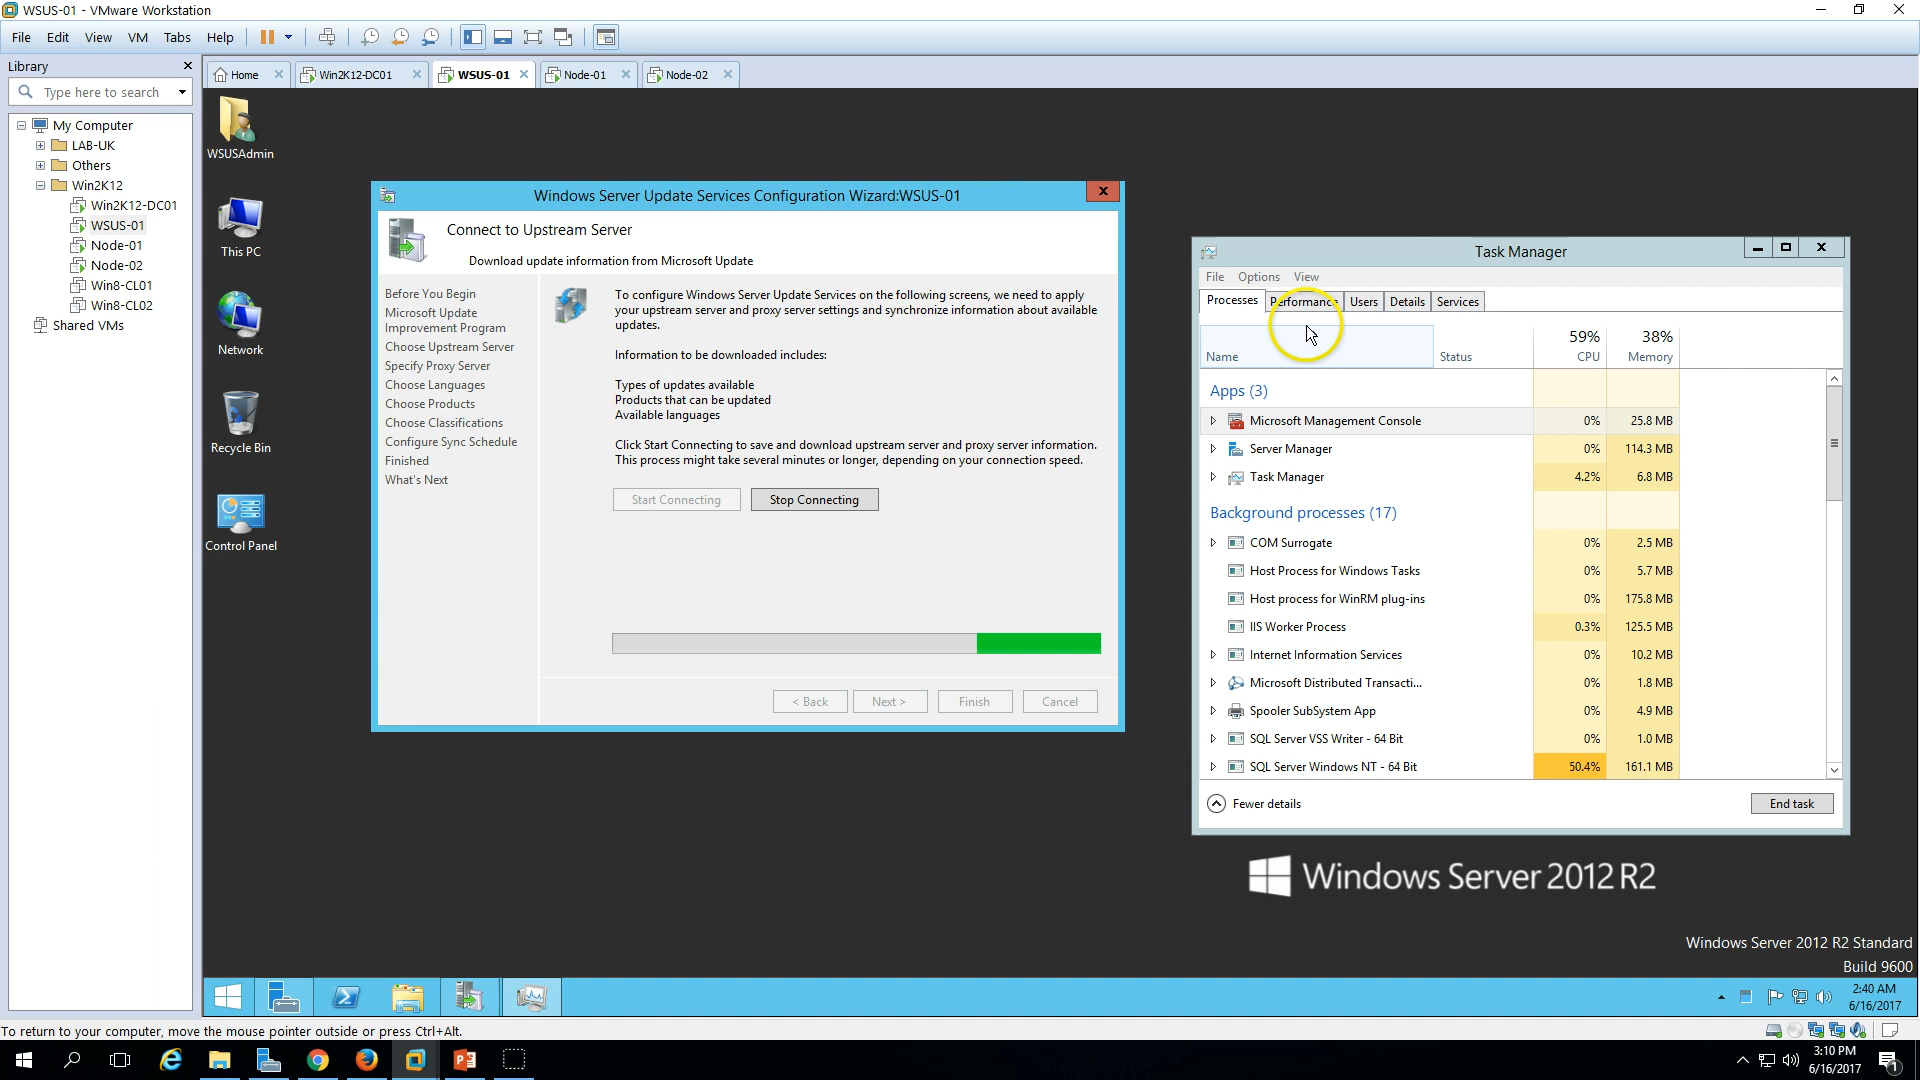 WSUS-01 - VMware Workstation
File Edit View VM Tabs Help
Library
Type here to search
My Computer
LAB-UK
Others
Win2K12
Win2K12-DC01
WSUS-01
Node-01
Node-02
Win8-CL01
Win8-CL02
Shared VMs
Home Win2K12-DC01 WSUS-01 Node-01 Node-02
WSUSAdmin
This PC
Network
Recycle Bin
Control Panel
Windows Server Update Services Configuration Wizard:WSUS-01
Connect to Upstream Server
Download update information from Microsoft Update
Before You Begin
Microsoft Update
Improvement Program
Choose Upstream Server
Specify Proxy Server
Choose Languages
Choose Products
Choose Classifications
Configure Sync Schedule
Finished
What's Next
To configure Windows Server Update Services on the following screens, we need to apply
your upstream server and proxy server settings and synchronize information about available
updates.
Information to be downloaded includes:
Types of updates available
Products that can be updated
Available languages
Click Start Connecting to save and download upstream server and proxy server information.
This process might take several minutes or longer, depending on your connection speed.
Start Connecting Stop Connecting
< Back Next > Finish Cancel
Task Manager
File Options View
Processes Performance Users Details Services
59% 38%
Name Status CPU Memory
Apps (3)
Microsoft Management Console 0% 25.8 MB
Server Manager 0% 114.3 MB
Task Manager 4.2% 6.8 MB
Background processes (17)
COM Surrogate 0% 2.5 MB
Host Process for Windows Tasks 0% 5.7 MB
Host process for WinRM plug-ins 0% 175.8 MB
IIS Worker Process 0.3% 125.5 MB
Internet Information Services 0% 10.2 MB
Microsoft Distributed Transacti... 0% 1.8 MB
Spooler SubSystem App 0% 4.9 MB
SQL Server VSS Writer - 64 Bit 0% 1.0 MB
SQL Server Windows NT - 64 Bit 50.4% 161.1 MB
Fewer details End task
Windows Server 2012 R2
Windows Server 2012 R2 Standard
Build 9600
2:40 AM
6/16/2017
To return to your computer, move the mouse pointer outside or press Ctrl+Alt.
3:10 PM
6/16/2017
1